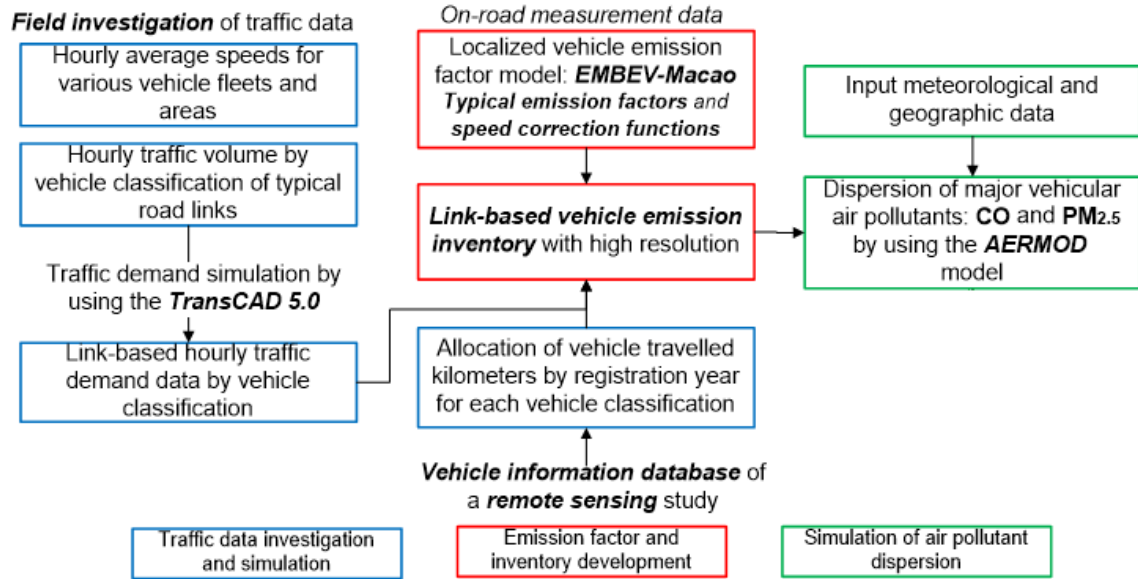 Field investigation of traffic data
Hourly average speeds for
various vehicle fleets and
areas
Hourly traffic volume by
vehicle classification of typical
road links
Traffic demand simulation by
using the TransCAD 5.0
Link-based hourly traffic
demand data by vehicle
classification
On-road measurement data
Localized vehicle emission
factor model: EMBEV-Macao
Typical emission factors and
speed correction functions
Link-based vehicle emission
inventory with high resolution
Allocation of vehicle travelled
kilometers by registration year
for each vehicle classification
Vehicle information database of
a remote sensing study
Input meteorological and
geographic data
Dispersion of major vehicular
air pollutants: CO and PM2.5
by using the AERMOD
model
Traffic data investigation
and simulation
Emission factor and
inventory development
Simulation of air pollutant
dispersion